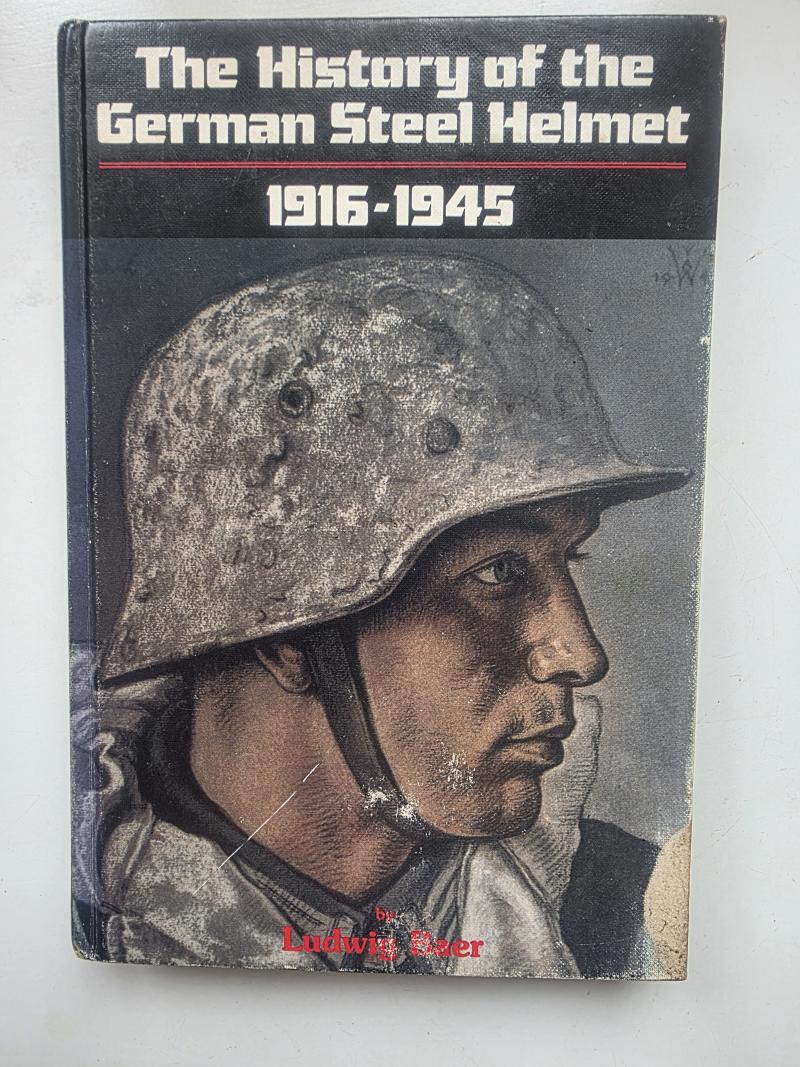 The History of the
German Steel Helmet
1916-1945
by
Ludwig Baer